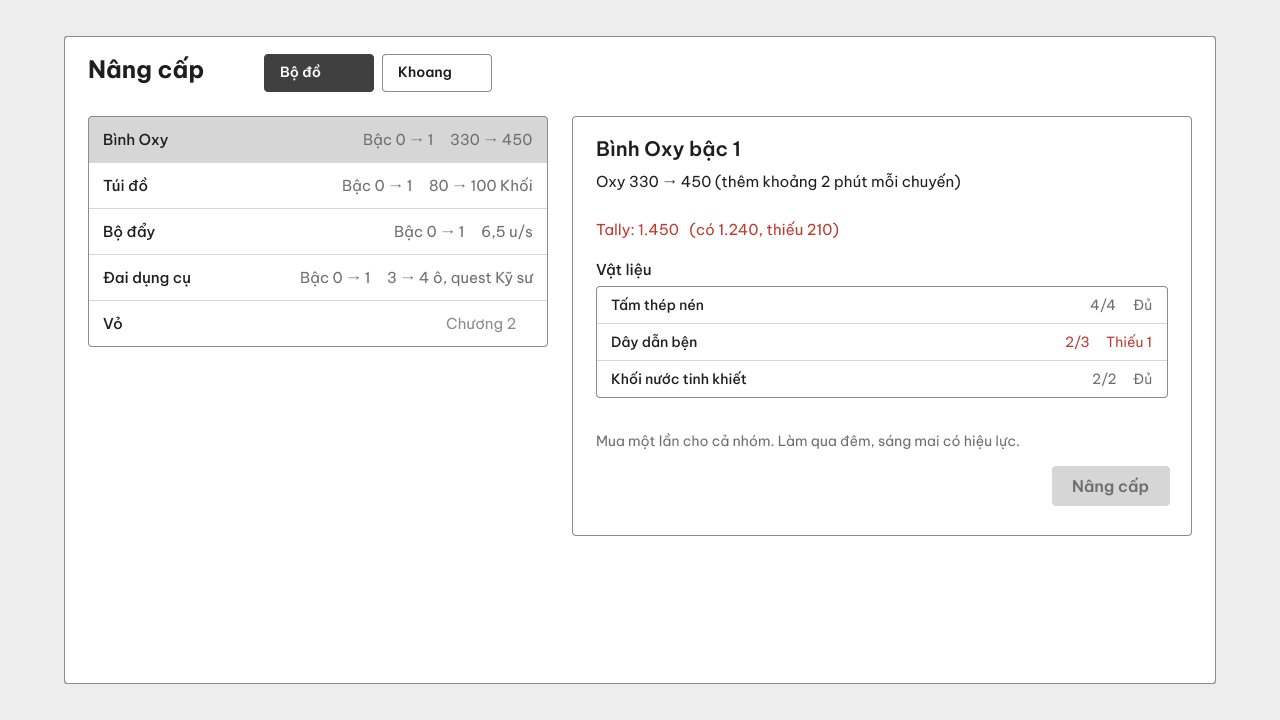 Nâng cấp
Bộ đồ
Khoang
Bình Oxy Bậc 0 → 1 330 → 450
Túi đồ Bậc 0 → 1 80 → 100 Khối
Bộ đẩy Bậc 0 → 1 6,5 u/s
Đai dụng cụ Bậc 0 → 1 3 → 4 ô, quest Kỹ sư
Vỏ Chương 2
Bình Oxy bậc 1
Oxy 330 → 450 (thêm khoảng 2 phút mỗi chuyến)
Tally: 1.450 (có 1.240, thiếu 210)
Vật liệu
Tấm thép nén 4/4 Đủ
Dây dẫn bện 2/3 Thiếu 1
Khối nước tinh khiết 2/2 Đủ
Mua một lần cho cả nhóm. Làm qua đêm, sáng mai có hiệu lực.
Nâng cấp